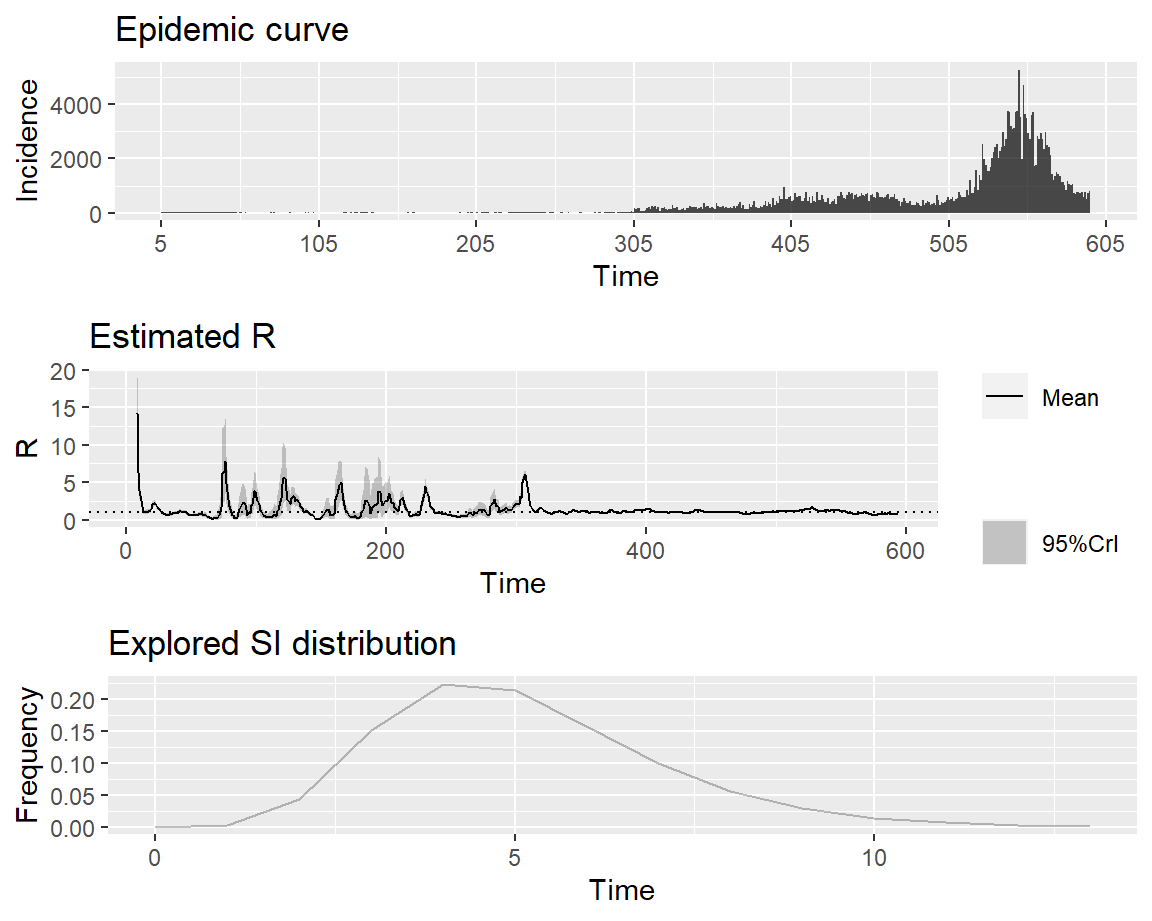 Epidemic curve
Incidence
4000
2000
0
5 105 205 305 405 505 605
Time
Estimated R
R
20
15
10
5
0
0 200 400 600
Time
Mean
95%CrI
Explored SI distribution
Frequency
0.20
0.15
0.10
0.05
0.00
0 5 10
Time